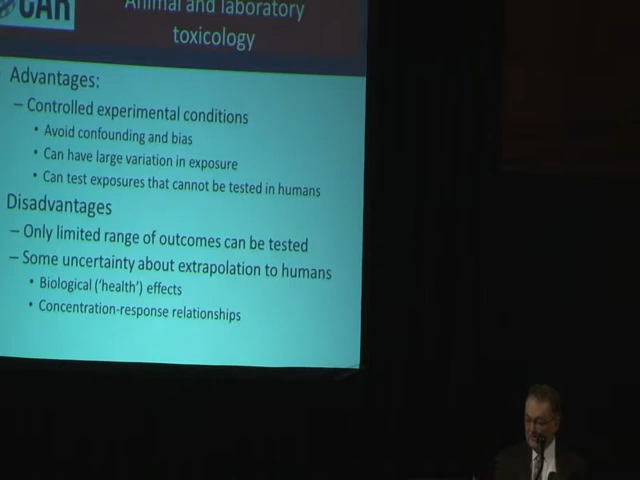 CAR
Animal and laboratory
toxicology
Advantages:
– Controlled experimental conditions
• Avoid confounding and bias
• Can have large variation in exposure
• Can test exposures that cannot be tested in humans
Disadvantages
– Only limited range of outcomes can be tested
– Some uncertainty about extrapolation to humans
• Biological ('health') effects
• Concentration-response relationships